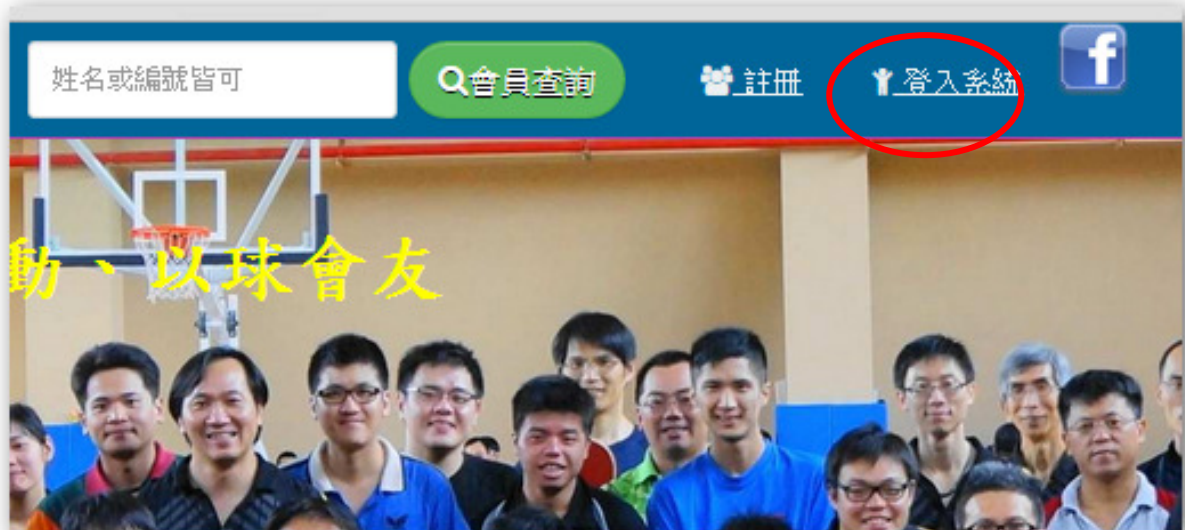 姓名或編號皆可
會員查詢
註冊
登入系統
f
動、以球會友